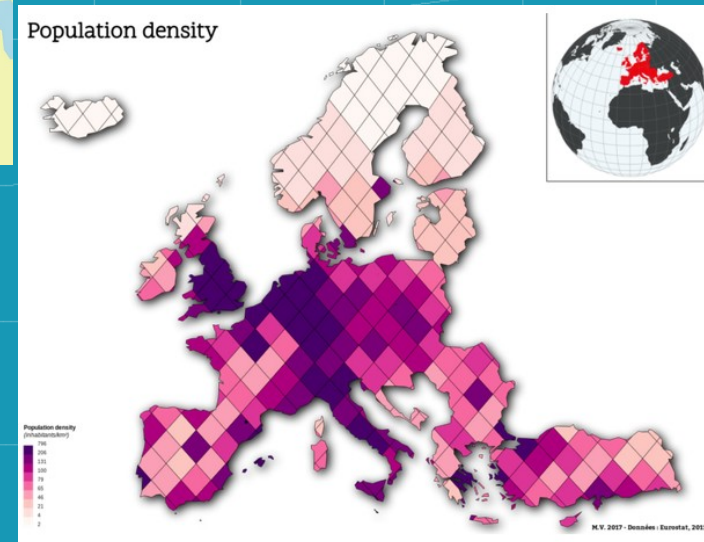 Population density
Population density
(inhabitants/km²)
796
206
131
100
79
65
46
21
4
2
M.V. 2017 - Données : Eurostat, 201